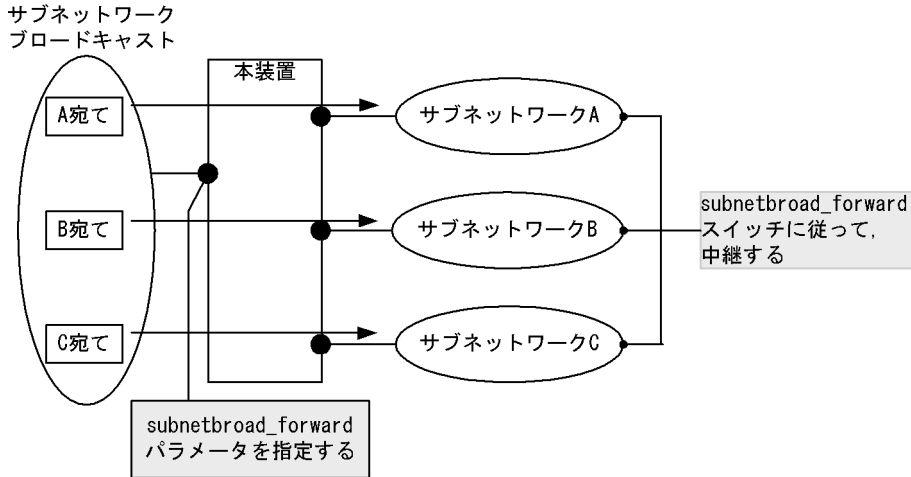 サブネットワーク
ブロードキャスト
本装置
A宛て
サブネットワークA
B宛て
サブネットワークB
C宛て
サブネットワークC
subnetbroad_forward
スイッチに従って,
中継する
subnetbroad_forward
パラメータを指定する